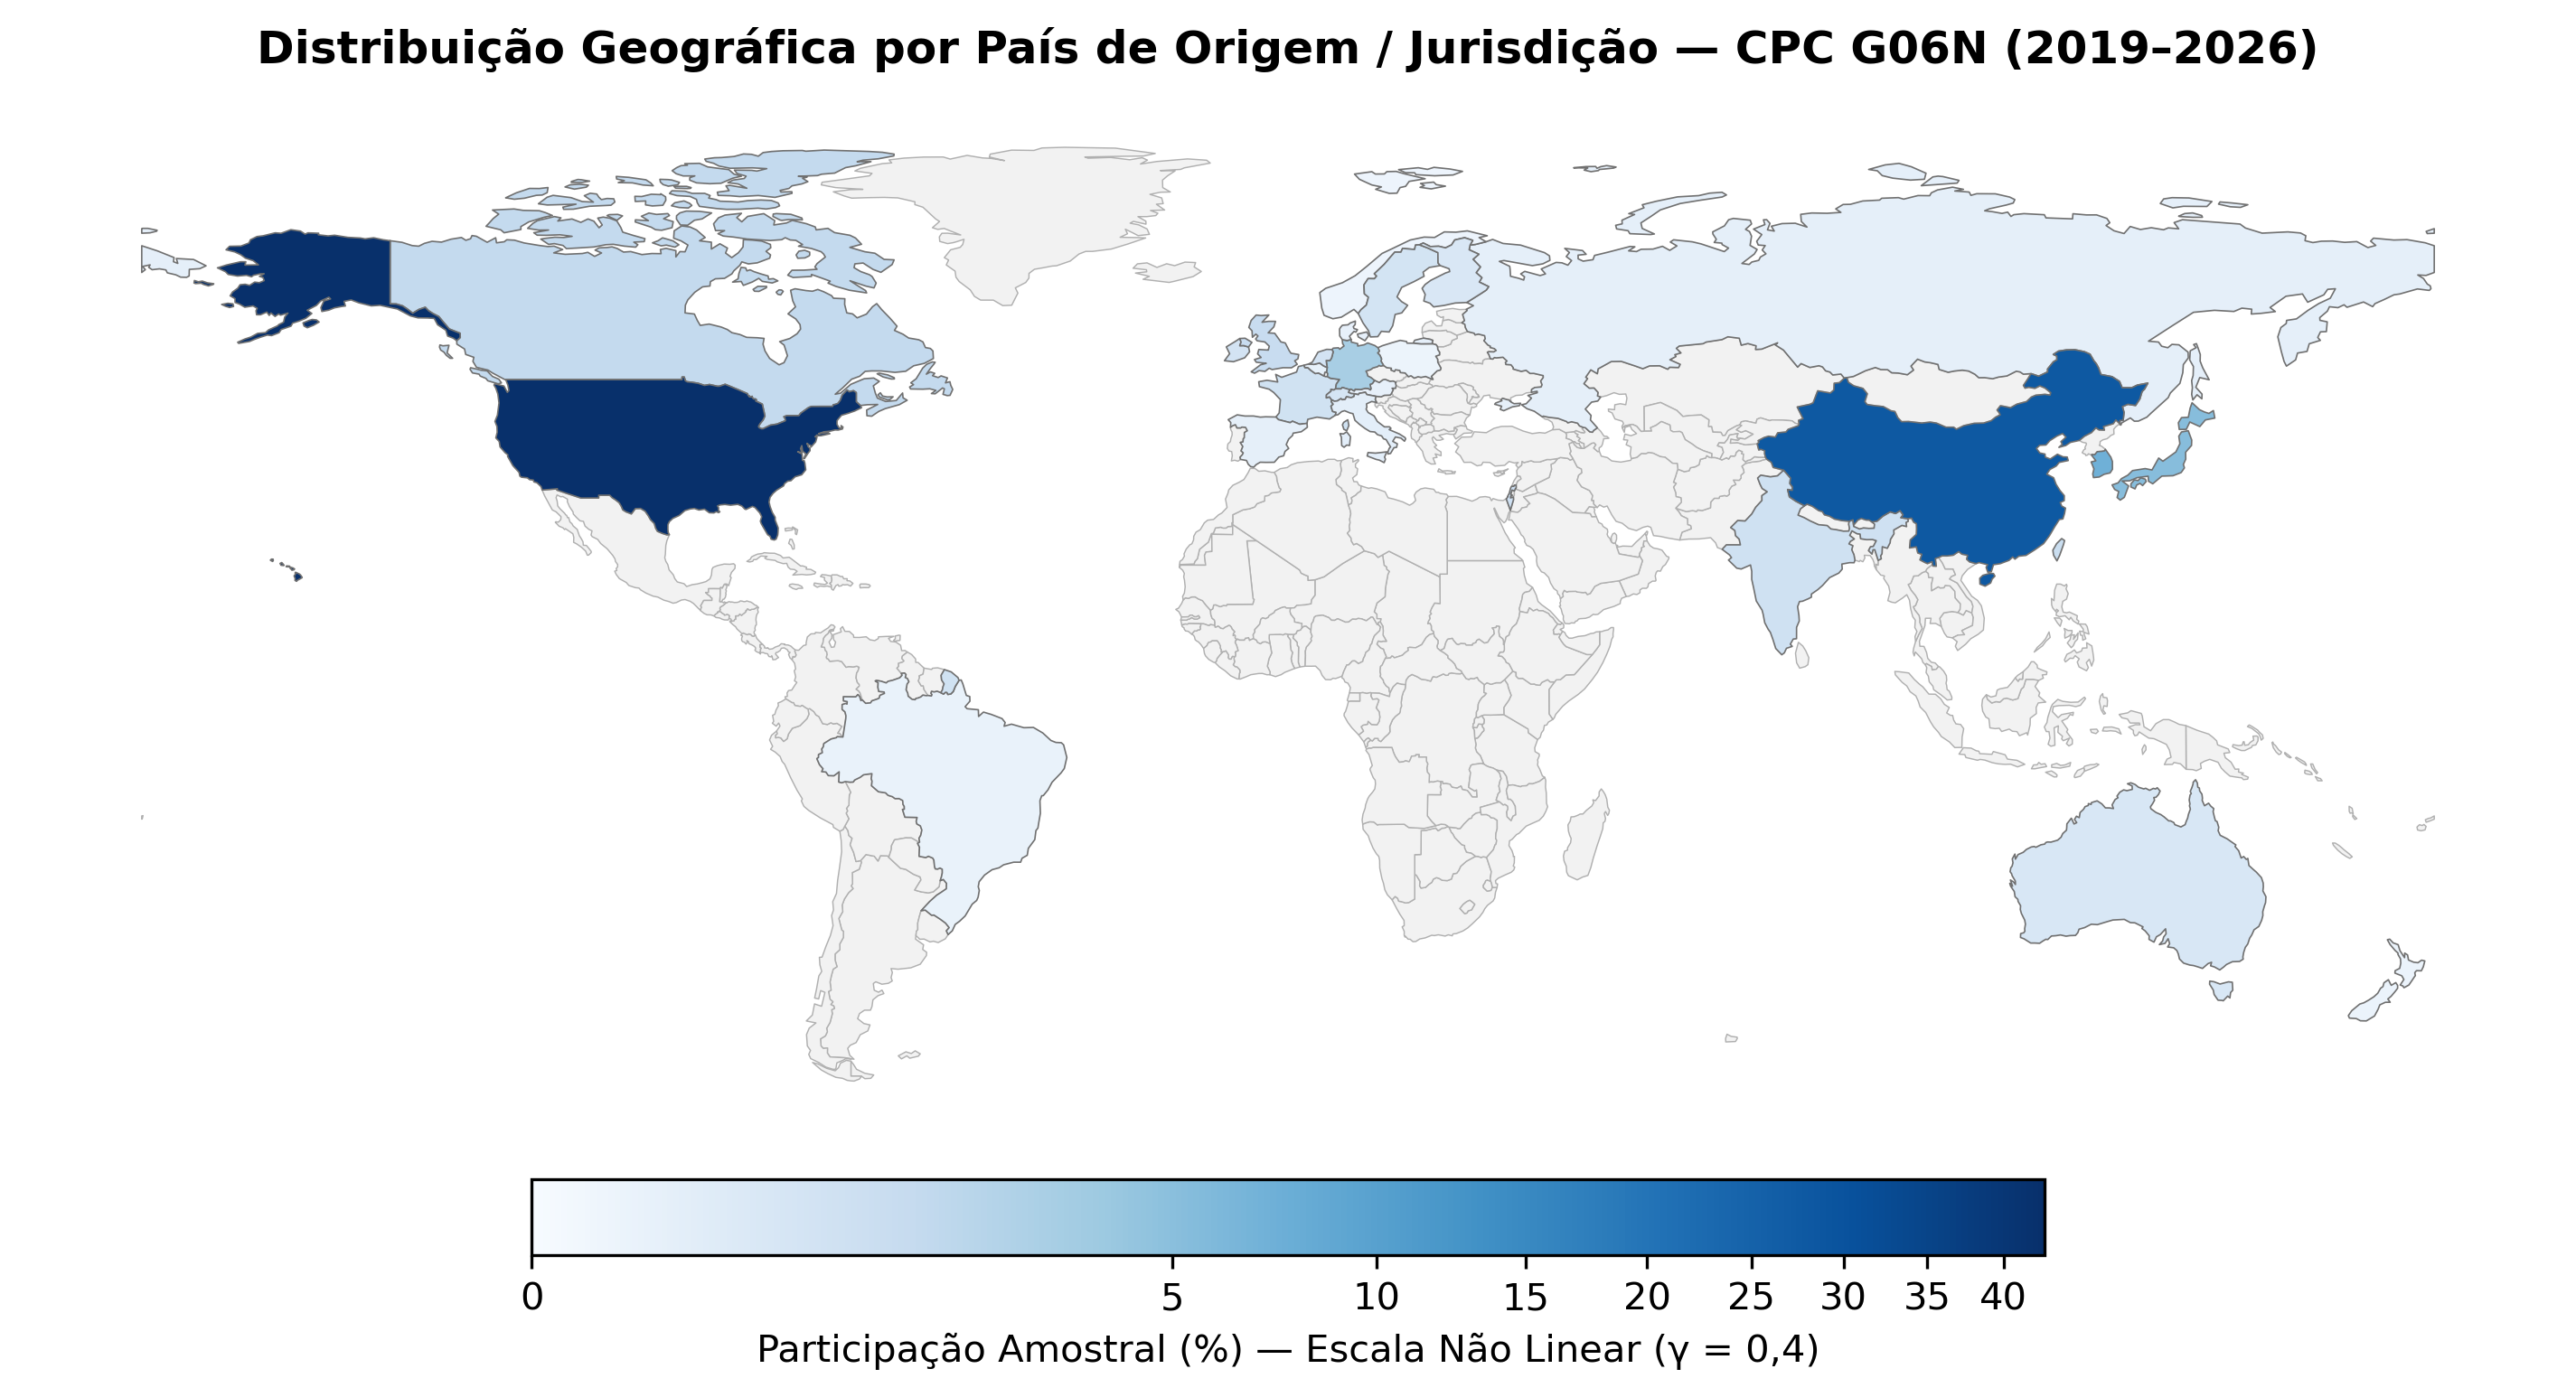 Distribuição Geográfica por País de Origem / Jurisdição — CPC G06N (2019–2026)
0 5 10 15 20 25 30 35 40
Participação Amostral (%) — Escala Não Linear (γ = 0,4)